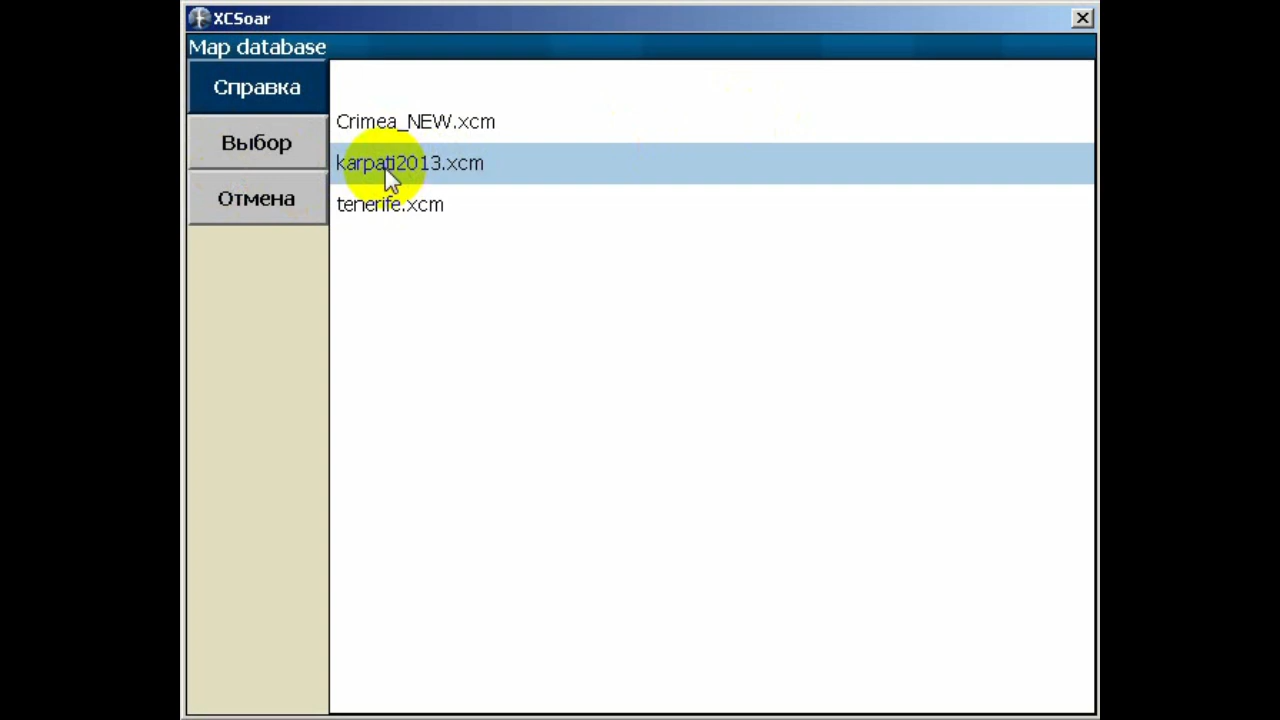 XCSoar
Map database
Справка
Выбор
Отмена
Crimea_NEW.xcm
karpati2013.xcm
tenerife.xcm